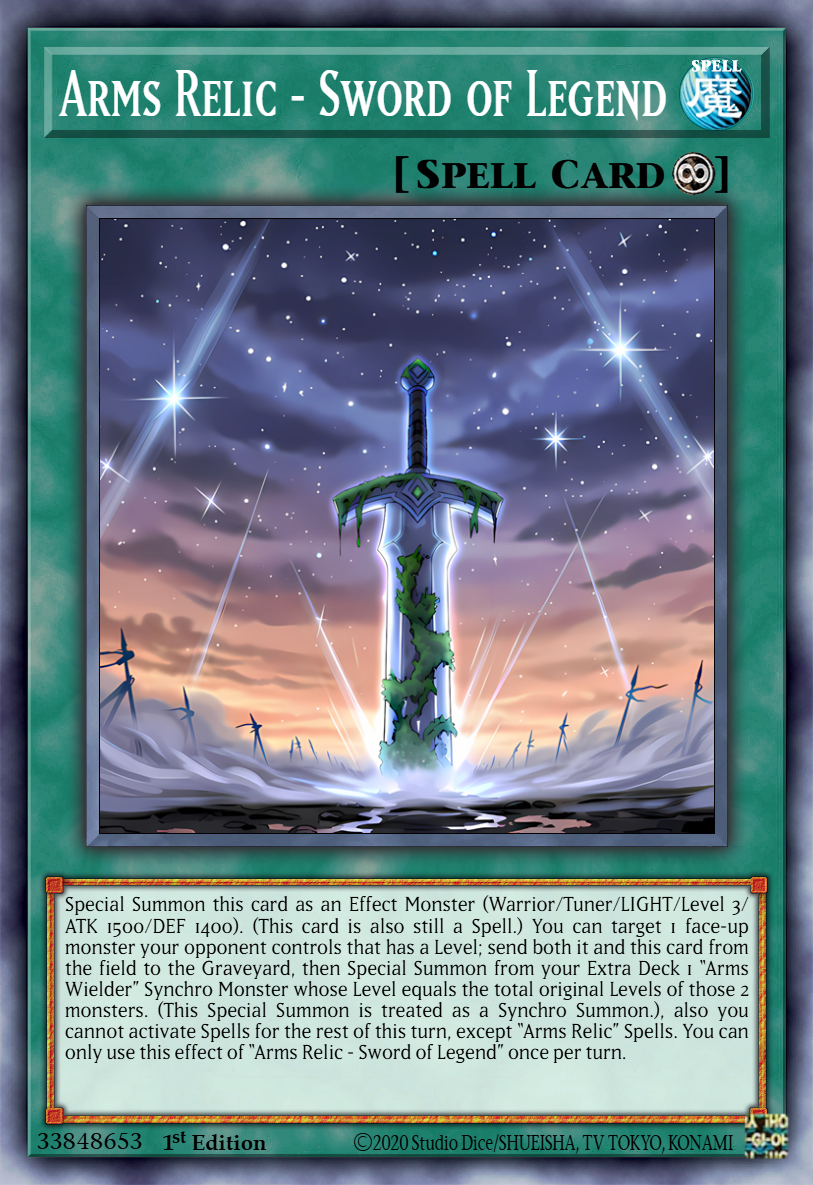 Arms Relic - Sword of Legend
SPELL
魔
[Spell Card]
Special Summon this card as an Effect Monster (Warrior/Tuner/LIGHT/Level 3/
ATK 1500/DEF 1400). (This card is also still a Spell.) You can target 1 face-up
monster your opponent controls that has a Level; send both it and this card from
the field to the Graveyard, then Special Summon from your Extra Deck 1 "Arms
Wielder" Synchro Monster whose Level equals the total original Levels of those 2
monsters. (This Special Summon is treated as a Synchro Summon.), also you
cannot activate Spells for the rest of this turn, except "Arms Relic" Spells. You can
only use this effect of "Arms Relic - Sword of Legend" once per turn.
33848653 1st Edition ©2020 Studio Dice/SHUEISHA, TV TOKYO, KONAMI